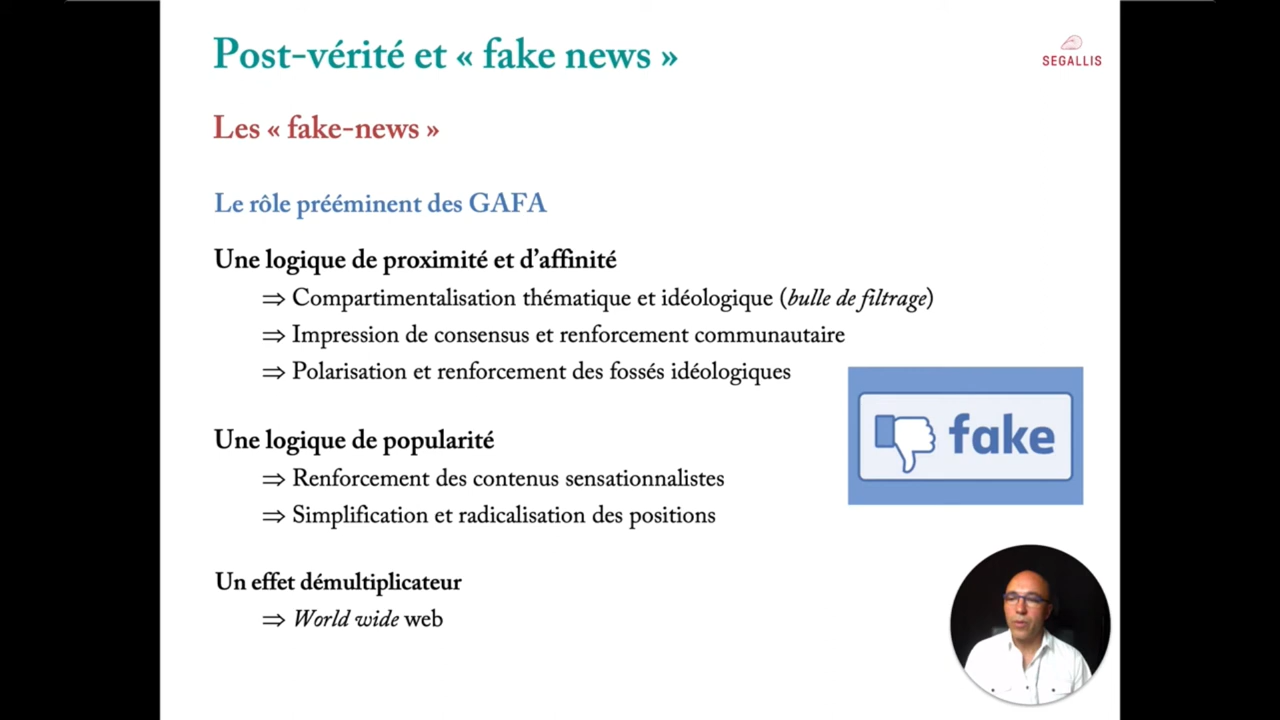 Post-vérité et « fake news »
SEGALLIS
Les « fake-news »
Le rôle prééminent des GAFA
Une logique de proximité et d’affinité
⇒ Compartimentalisation thématique et idéologique (bulle de filtrage)
⇒ Impression de consensus et renforcement communautaire
⇒ Polarisation et renforcement des fossés idéologiques
fake
Une logique de popularité
⇒ Renforcement des contenus sensationnalistes
⇒ Simplification et radicalisation des positions
Un effet démultiplicateur
⇒ World wide web